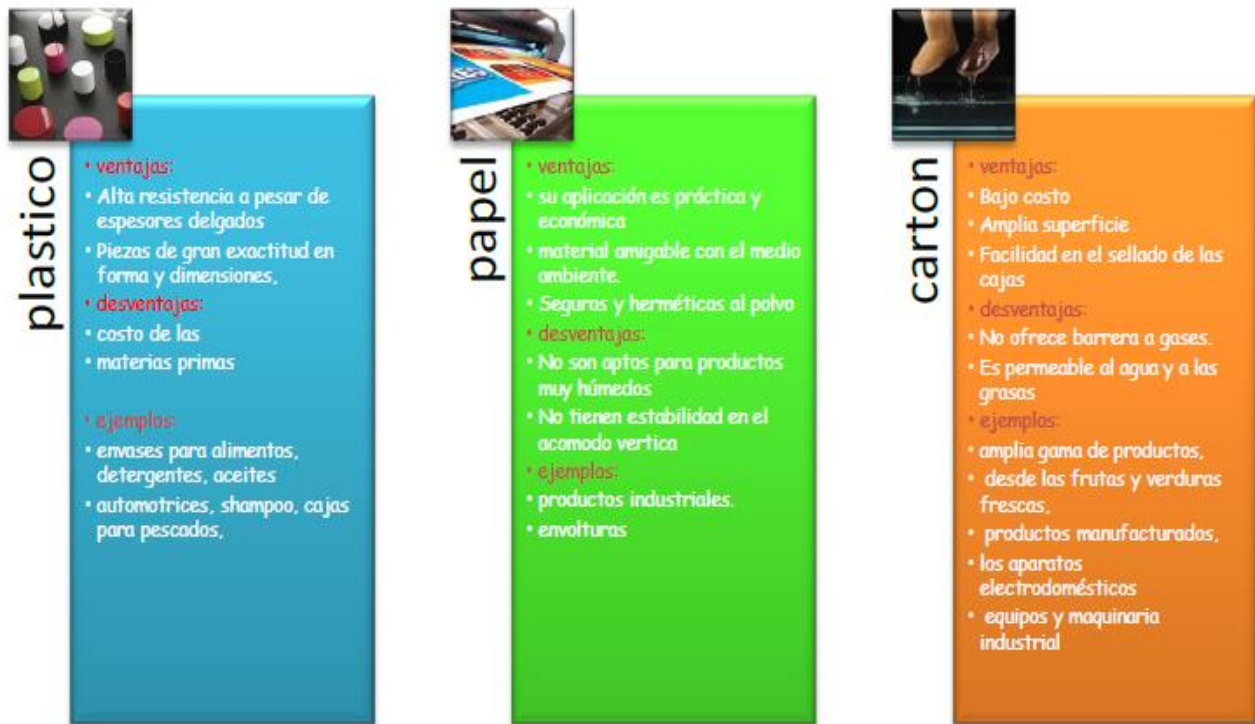 plastico
• ventajas:
• Alta resistencia a pesar de
espesores delgados
• Piezas de gran exactitud en
forma y dimensiones,
• desventajas:
• costo de las
• materias primas
• ejemplos:
• envases para alimentos,
detergentes, aceites
• automotrices, shampoo, cajas
para pescados,
papel
• ventajas:
• su aplicación es práctica y
económica
• material amigable con el medio
ambiente.
• Seguras y herméticas al polvo
• desventajas:
• No son aptos para productos
muy húmedos
• No tienen estabilidad en el
acomodo vertica
• ejemplos:
• productos industriales.
• envolturas
carton
• ventajas:
• Bajo costo
• Amplia superficie
• Facilidad en el sellado de las
cajas
• desventajas:
• No ofrece barrera a gases.
• Es permeable al agua y a las
grasas
• ejemplos:
• amplia gama de productos,
• desde las frutas y verduras
frescas,
• productos manufacturados,
• los aparatos
electrodomésticos
• equipos y maquinaria
industrial